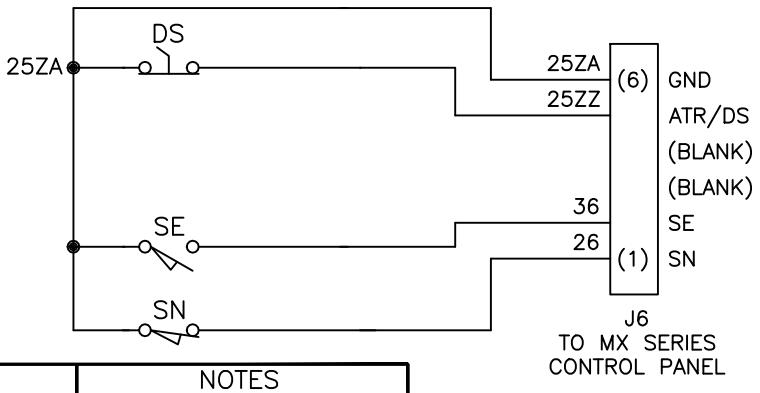 DS
25ZA
25ZA
(6)
GND
25ZZ
ATR/DS
(BLANK)
(BLANK)
36
SE
SE
26
(1)
SN
SN
J6
TO MX SERIES
CONTROL PANEL
NOTES